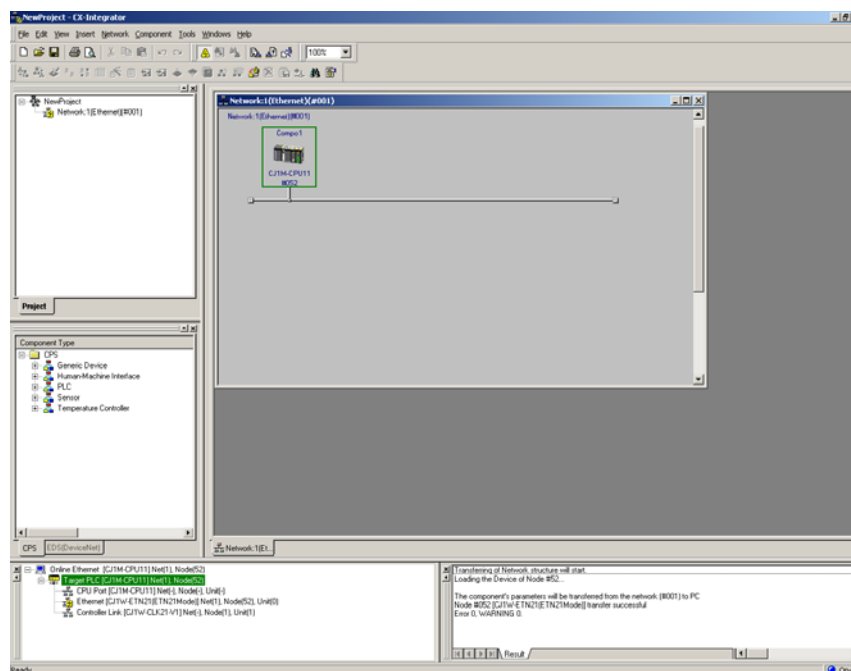 NewProject - CX-Integrator
File Edit View Insert Network Component Tools Windows Help
100%
NewProject
Network:1(Ethernet)(#001)
Project
Network:1(Ethernet)(#001)
Network:1(Ethernet)(#001)
Compo1
CJ1M-CPU11
#052
Component Type
CPS
Generic Device
Human-Machine Interface
PLC
Sensor
Temperature Controller
CPS EDS(DeviceNet)
Network:1(Et...
Online Ethernet [CJ1M-CPU11] Net(1), Node(52)
Target PLC [CJ1M-CPU11] Net(1), Node(52)
CPU Port [CJ1M-CPU11] Net(-), Node(-), Unit(-)
Ethernet [CJ1W-ETN21(ETN21Mode)] Net(1), Node(52), Unit(0)
Controller Link [CJ1W-CLK21-V1] Net(-), Node(1), Unit(1)
Transfering of Network structure will start.
Loading the Device of Node #52...
The component's parameters will be transferred from the network (#001) to PC
Node #052 [CJ1W-ETN21(ETN21Mode)] transfer successful
Error 0, WARNING 0.
Result
Ready